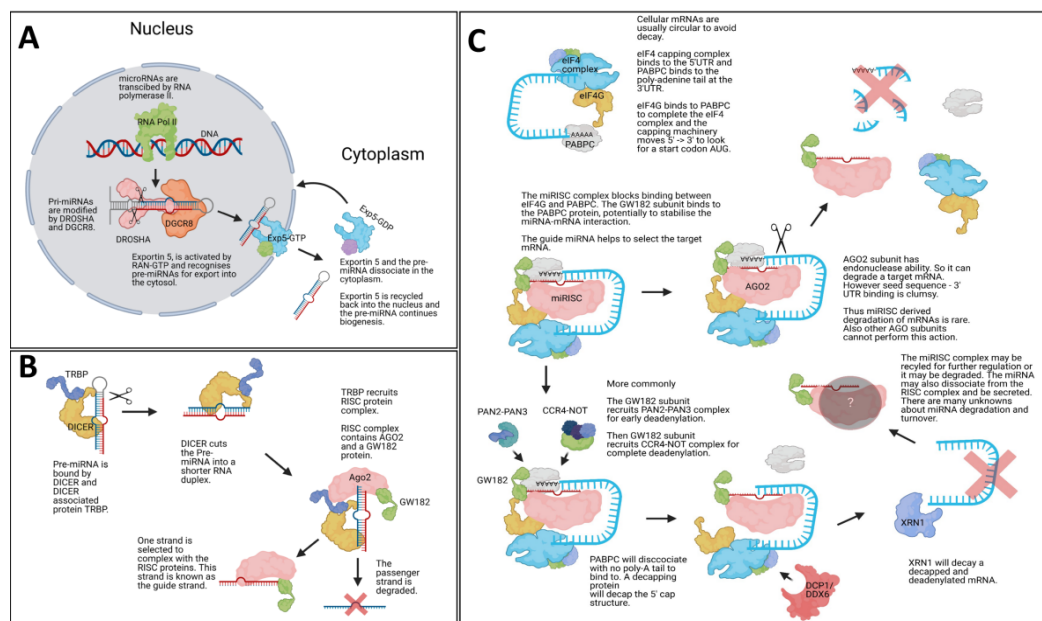 A
Nucleus
microRNAs are
transcibed by RNA
polymerase II.
RNA Pol II
DNA
Cytoplasm
Pri-miRNAs are
modified by
DROSHA
and DGCR8.
DROSHA
DGCR8
Exp5-GTP
Exp5-GDP
Exportin 5, is activated by
RAN-GTP and recognises
pre-miRNAs for export into
the cytosol.
Exportin 5 and the pre-
miRNA dissociate in the
cytoplasm.
Exportin 5 is recycled
back into the nucleus and
the pre-miRNA continues
biogenesis.
B
TRBP
DICER
Pre-miRNA is
bound by
DICER and
DICER
associated
protein TRBP.
DICER cuts
the Pre-
miRNA into a
shorter RNA
duplex.
TRBP recruits
RISC protein
complex.
RISC complex
contains AGO2
and a GW182
protein.
Ago2
GW182
One strand is
selected to
complex with the
RISC proteins. This
strand is known as
the guide strand.
The
passenger
strand is
degraded.
C
eIF4
complex
eIF4G
AAAAA
PABPC
Cellular mRNAs are
usually circular to avoid
decay.
eIF4 capping complex
binds to the 5'UTR and
PABPC binds to the
poly-adenine tail at the
3'UTR.
eIF4G binds to PABPC
to complete the eIF4
complex and the
capping machinery
moves 5' -> 3' to look
for a start codon AUG.
The miRISC complex blocks binding between
eIF4G and PABPC. The GW182 subunit binds to
the PABPC protein, potentially to stabilise the
miRNA-mRNA interaction.
The guide miRNA helps to select the target
mRNA.
AAAAA
miRISC
AAAAA
AGO2
AAAAA
AGO2 subunit has
endonuclease ability. So it can
degrade a target mRNA.
However seed sequence - 3'
UTR binding is clumsy.
Thus miRISC derived
degradation of mRNAs is rare.
Also other AGO subunits
cannot perform this action.
PAN2-PAN3
CCR4-NOT
More commonly
The GW182 subunit
recruits PAN2-PAN3 complex
for early deadenylation.
Then GW182 subunit
recruits CCR4-NOT complex for
complete deadenylation.
GW182
AAAAA
PABPC will disccociate
with no poly-A tail to
bind to. A decapping
protein
will decap the 5' cap
structure.
DCP1/
DDX6
XRN1
XRN1 will decay a
decapped and
deadenylated mRNA.
?
The miRISC complex may be
recyled for further regulation or
it may be degraded. The miRNA
may also dissociate from the
RISC complex and be secreted.
There are many unknowns
about miRNA degradation and
turnover.